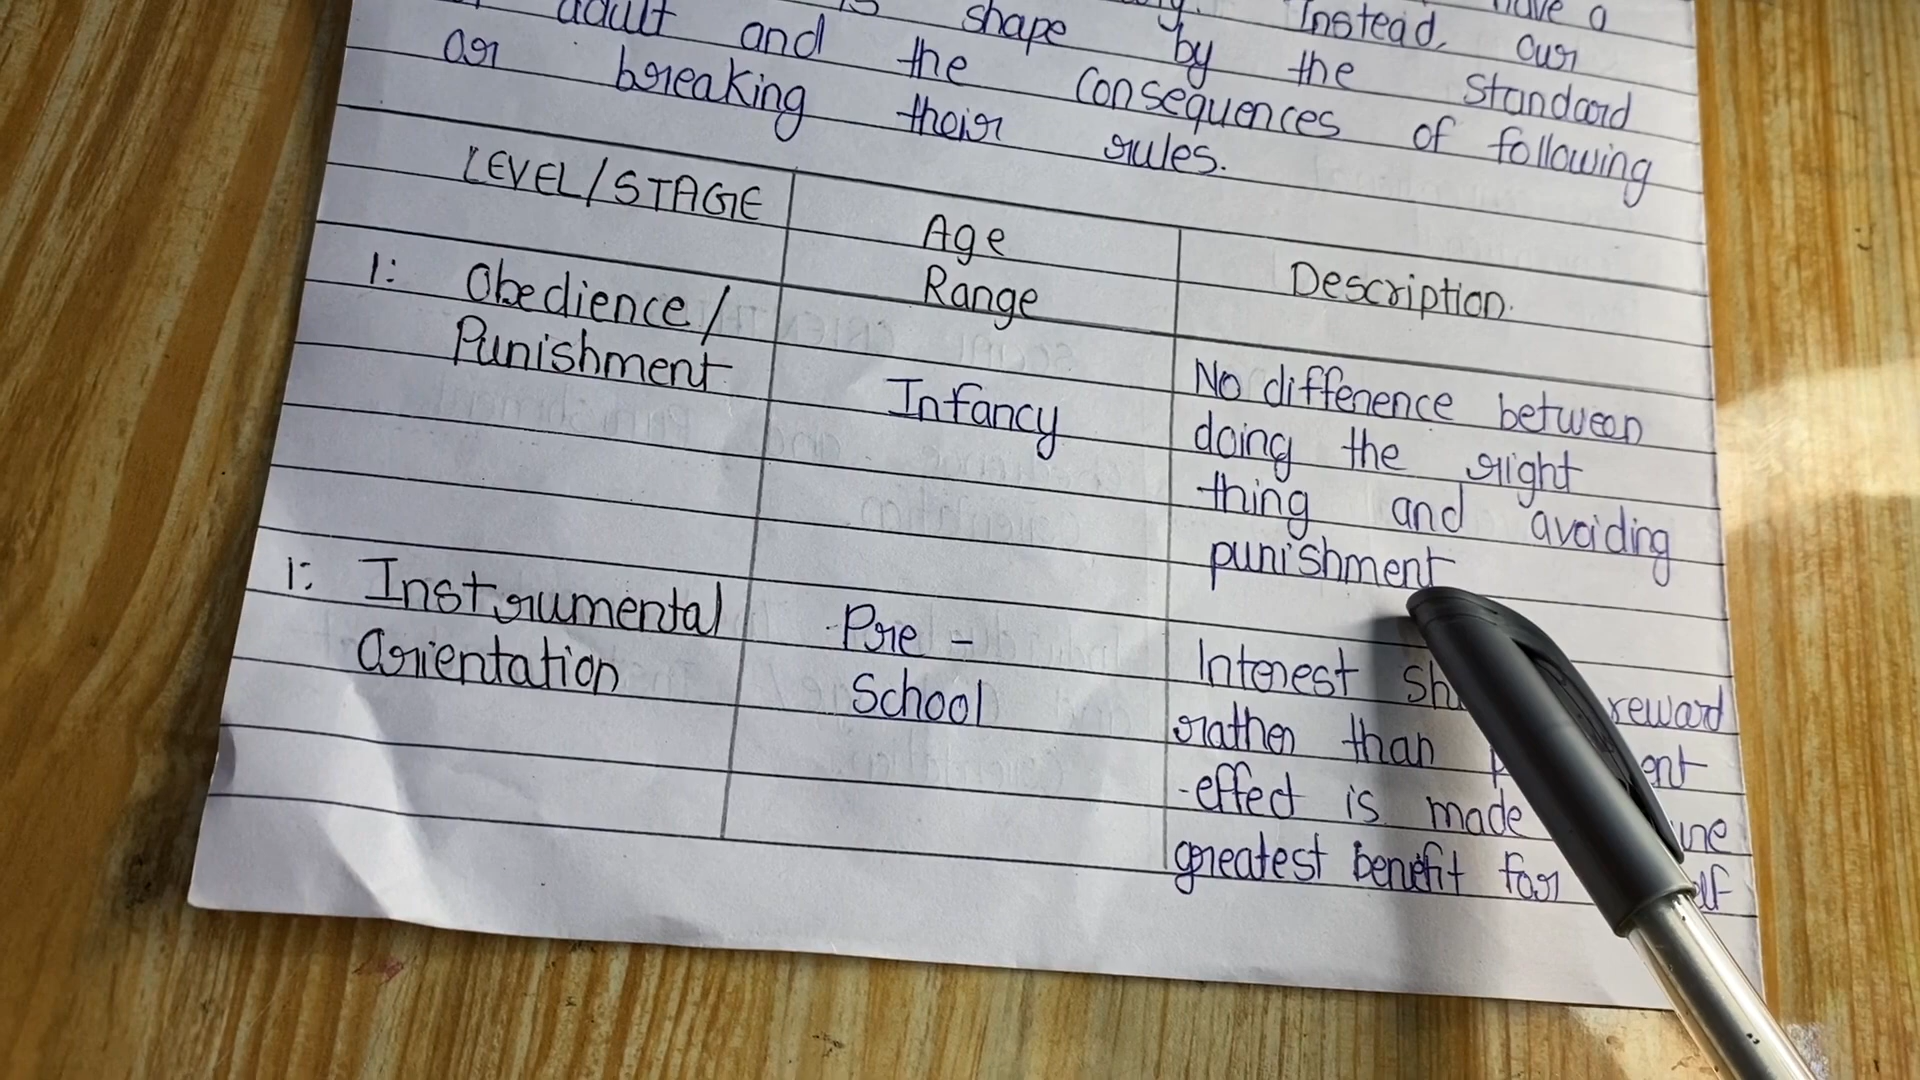 have a
adult is shape by Instead, our
and the the standard
or breaking consequences of following
their rules.
LEVEL/STAGE
Age
Range
Description.
1: Obedience/
Punishment
Infancy
No difference between
doing the right
thing and avoiding
punishment
1: Instrumental
Orientation
Pre -
School
Interest reward
rather than
-effect is made
greatest benefit for